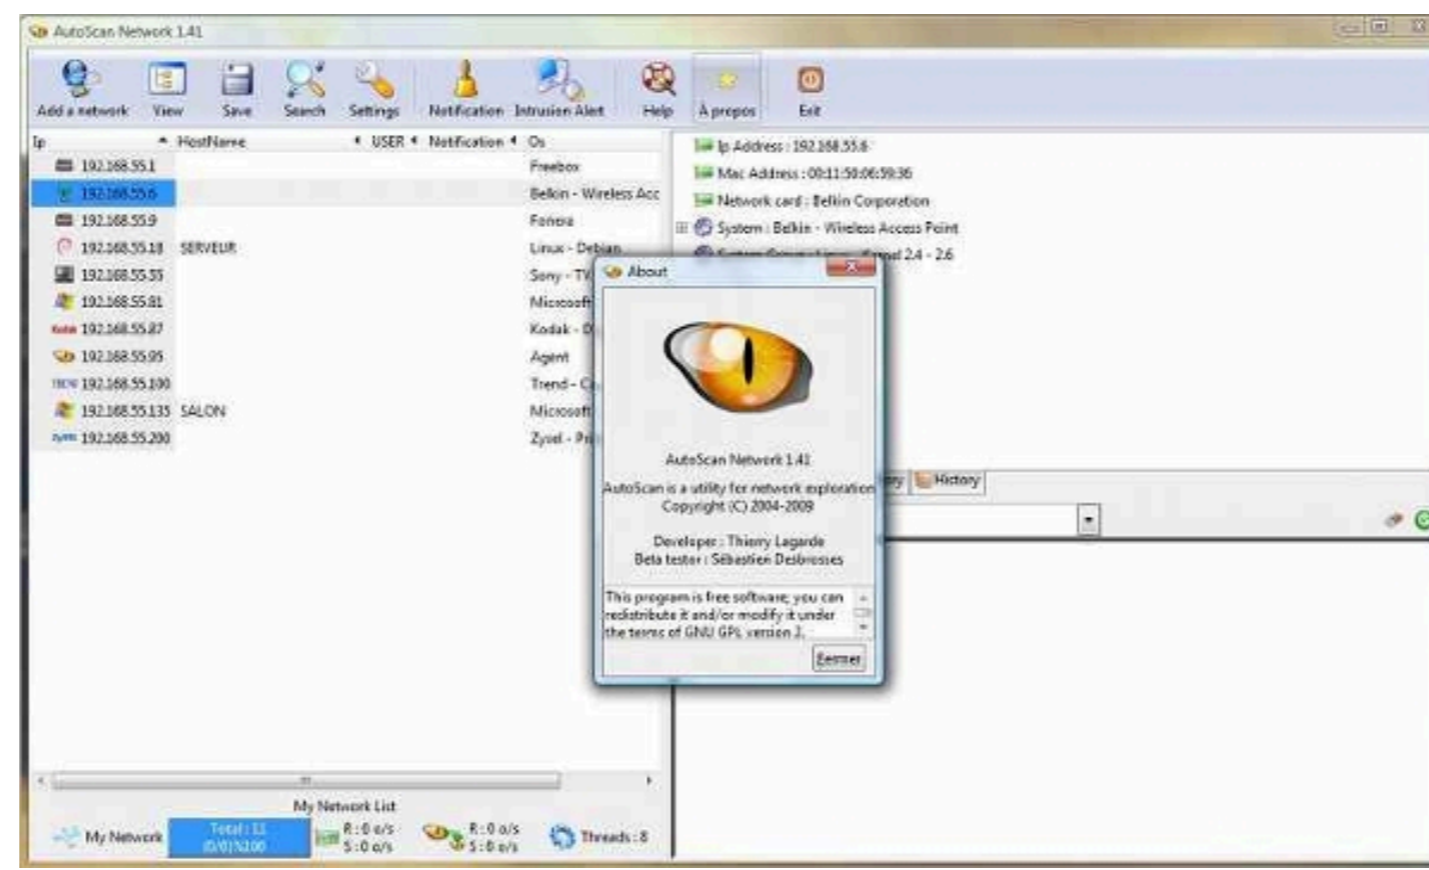 AutoScan Network 1.41
Add a network View Save Search Settings Notification Intrusion Alert Help À propos Exit
Ip HostName USER Notification Os
192.168.55.1 Freebox
192.168.55.6 Belkin - Wireless Acc
192.168.55.9 Fonera
192.168.55.18 SERVEUR Linux - Debian
192.168.55.55 Sony - TV
192.168.55.81 Microsoft
Kodak 192.168.55.87 Kodak - D
192.168.55.95 Agent
192.168.55.100 Trend - C
192.168.55.135 SALON Microsoft
Zyxel 192.168.55.200 Zyxel - Pr
Ip Address : 192.168.55.6
Mac Address : 00:11:50:06:59:36
Network card : Belkin Corporation
System : Belkin - Wireless Access Point
2.4 - 2.6
About
AutoScan Network 1.41
AutoScan is a utility for network exploration
Copyright (C) 2004-2009
Developer : Thierry Lagarde
Beta tester : Sébastien Desbrosses
This program is free software; you can
redistribute it and/or modify it under
the terms of GNU GPL version 2.
Fermer
History
My Network List
My Network Total : 11 R : 0 o/s R : 0 o/s Threads : 8
(0/0)%100 S : 0 o/s S : 0 o/s